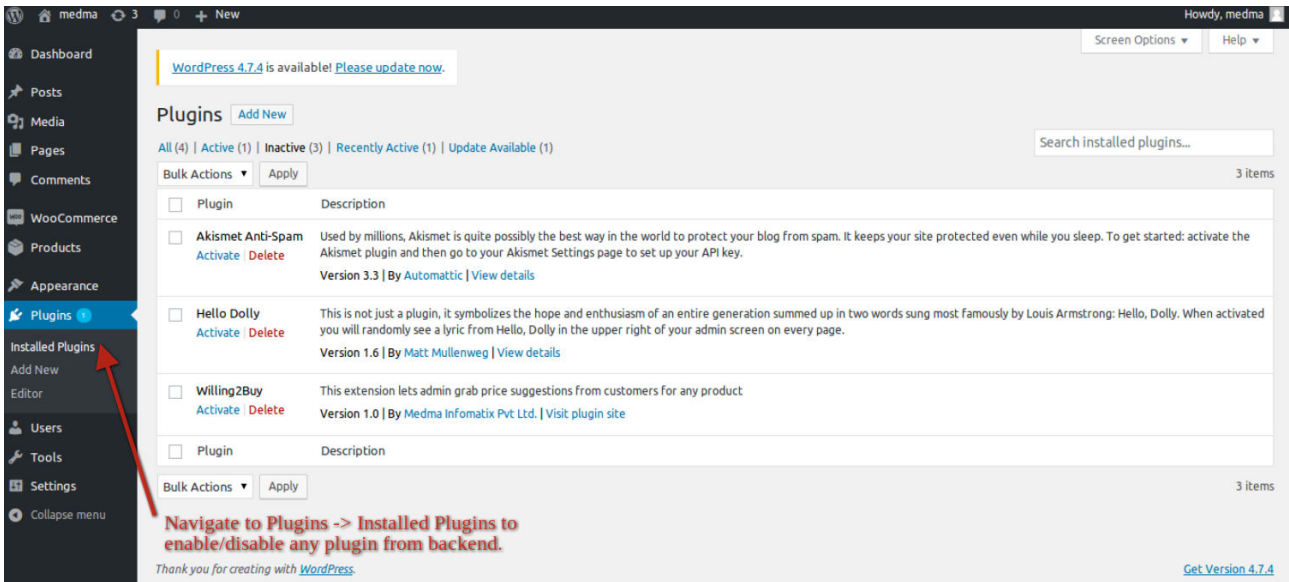 medma 3 0 + New Howdy, medma
Screen Options ▼ Help ▼
Dashboard
Posts
Media
Pages
Comments
WooCommerce
Products
Appearance
Plugins 1
Installed Plugins
Add New
Editor
Users
Tools
Settings
Collapse menu
WordPress 4.7.4 is available! Please update now.
Plugins Add New
All (4) | Active (1) | Inactive (3) | Recently Active (1) | Update Available (1)
Search installed plugins...
Bulk Actions ▼ Apply
3 items
Plugin Description
Akismet Anti-Spam
Activate | Delete
Used by millions, Akismet is quite possibly the best way in the world to protect your blog from spam. It keeps your site protected even while you sleep. To get started: activate the
Akismet plugin and then go to your Akismet Settings page to set up your API key.
Version 3.3 | By Automattic | View details
Hello Dolly
Activate | Delete
This is not just a plugin, it symbolizes the hope and enthusiasm of an entire generation summed up in two words sung most famously by Louis Armstrong: Hello, Dolly. When activated
you will randomly see a lyric from Hello, Dolly in the upper right of your admin screen on every page.
Version 1.6 | By Matt Mullenweg | View details
Willing2Buy
Activate | Delete
This extension lets admin grab price suggestions from customers for any product
Version 1.0 | By Medma Infomatix Pvt Ltd. | Visit plugin site
Plugin Description
Bulk Actions ▼ Apply
3 items
Navigate to Plugins -> Installed Plugins to
enable/disable any plugin from backend.
Thank you for creating with WordPress.
Get Version 4.7.4